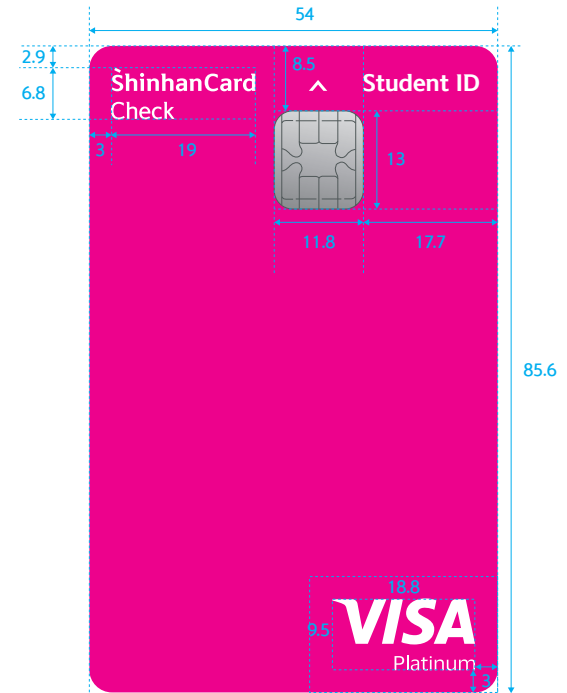 54
2.9
8.5
6.8
ShinhanCard
Student ID
Check
3
19
13
11.8
17.7
85.6
18.8
9.5
VISA
Platinum
3